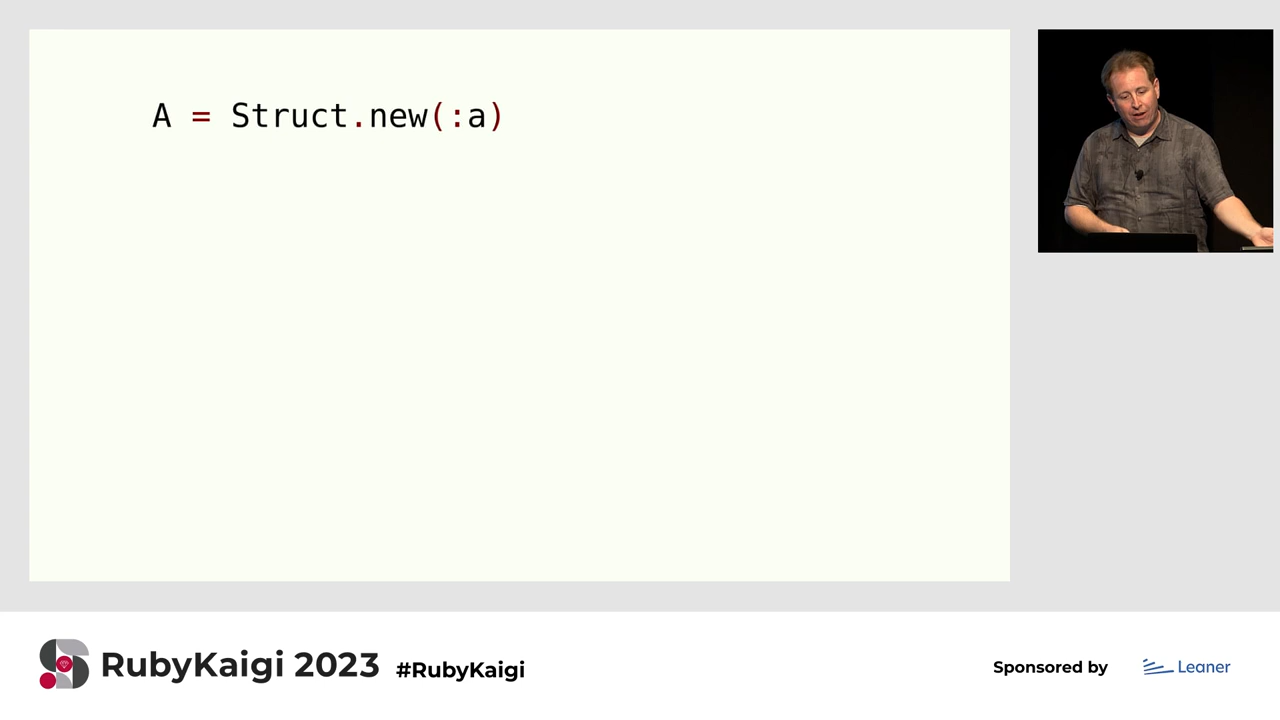 A = Struct.new(:a)
RubyKaigi 2023 #RubyKaigi
Sponsored by Leaner